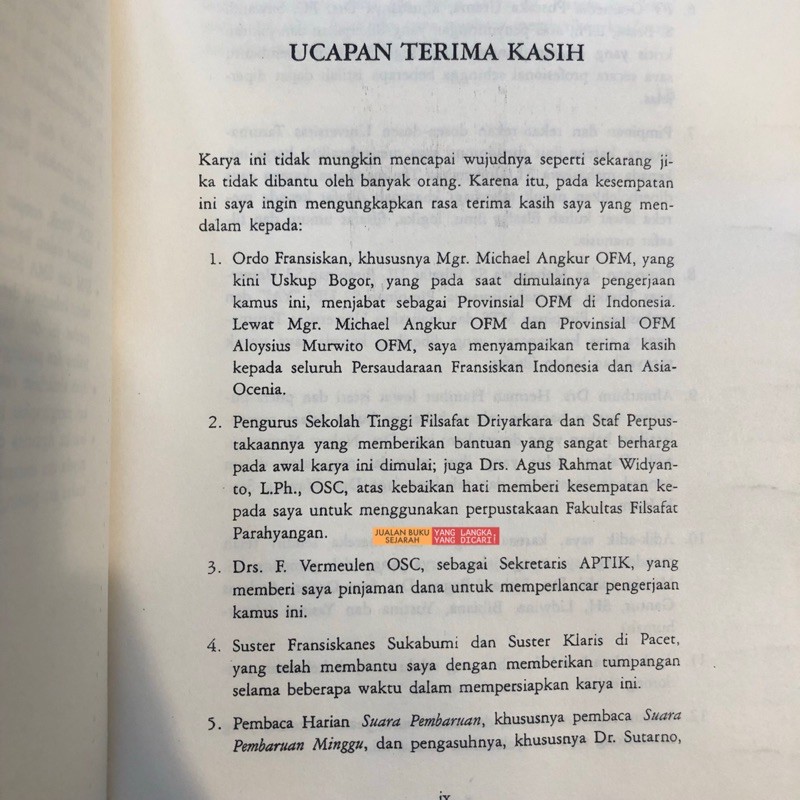 UCAPAN TERIMA KASIH
Karya ini tidak mungkin mencapai wujudnya seperti sekarang ji-
ka tidak dibantu oleh banyak orang. Karena itu, pada kesempatan
ini saya ingin mengungkapkan rasa terima kasih saya yang men-
dalam kepada:
1. Ordo Fransiskan, khususnya Mgr. Michael Angkur OFM, yang
kini Uskup Bogor, yang pada saat dimulainya pengerjaan
kamus ini, menjabat sebagai Provinsial OFM di Indonesia.
Lewat Mgr. Michael Angkur OFM dan Provinsial OFM
Aloysius Murwito OFM, saya menyampaikan terima kasih
kepada seluruh Persaudaraan Fransiskan Indonesia dan Asia-
Ocenia.
2. Pengurus Sekolah Tinggi Filsafat Driyarkara dan Staf Perpus-
takaannya yang memberikan bantuan yang sangat berharga
pada awal karya ini dimulai; juga Drs. Agus Rahmat Widyan-
to, L.Ph., OSC, atas kebaikan hati memberi kesempatan ke-
pada saya untuk menggunakan perpustakaan Fakultas Filsafat
Parahyangan.
JUALAN BUKU YANG LANGKA,
SEJARAH YANG DICARI!
3. Drs. F. Vermeulen OSC, sebagai Sekretaris APTIK, yang
memberi saya pinjaman dana untuk memperlancar pengerjaan
kamus ini.
4. Suster Fransiskanes Sukabumi dan Suster Klaris di Pacet,
yang telah membantu saya dengan memberikan tumpangan
selama beberapa waktu dalam mempersiapkan karya ini.
5. Pembaca Harian Suara Pembaruan, khususnya pembaca Suara
Pembaruan Minggu, dan pengasuhnya, khususnya Dr. Sutarno,
ix